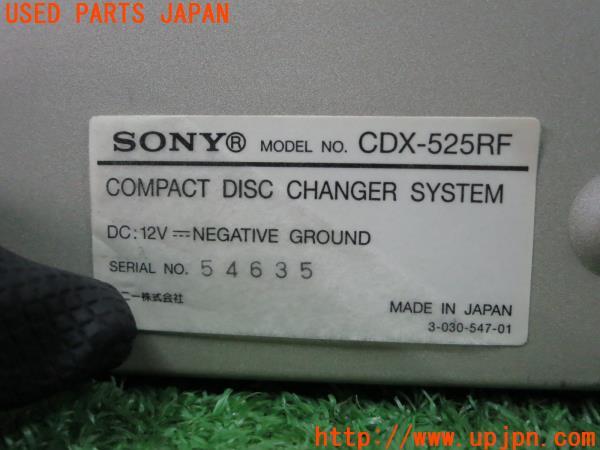 USED PARTS JAPAN
SONY® MODEL NO. CDX-525RF
COMPACT DISC CHANGER SYSTEM
DC:12V ⎓ NEGATIVE GROUND
SERIAL NO. 54635
ニー株式会社
MADE IN JAPAN
3-030-547-01
http://www.upjpn.com